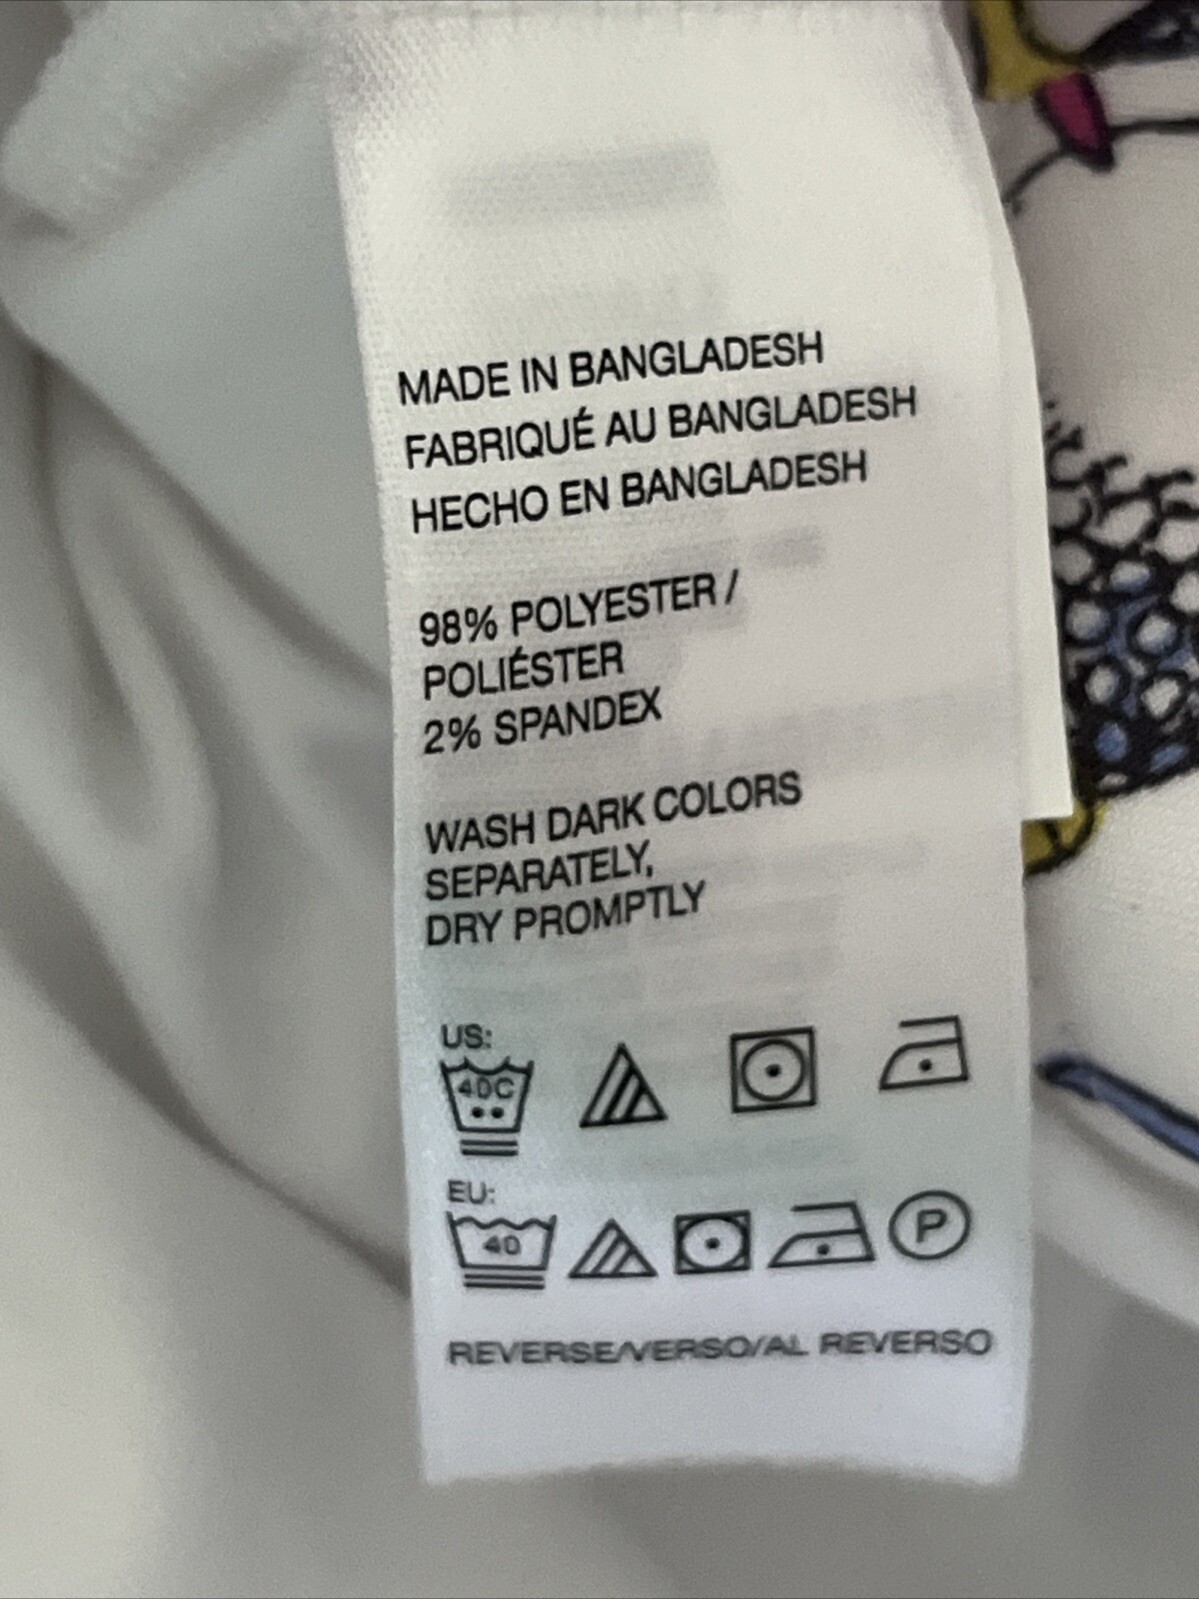 MADE IN BANGLADESH
FABRIQUÉ AU BANGLADESH
HECHO EN BANGLADESH
98% POLYESTER /
POLIÉSTER
2% SPANDEX
WASH DARK COLORS
SEPARATELY,
DRY PROMPTLY
US:
40C
EU:
40 P
REVERSE/VERSO/AL REVERSO